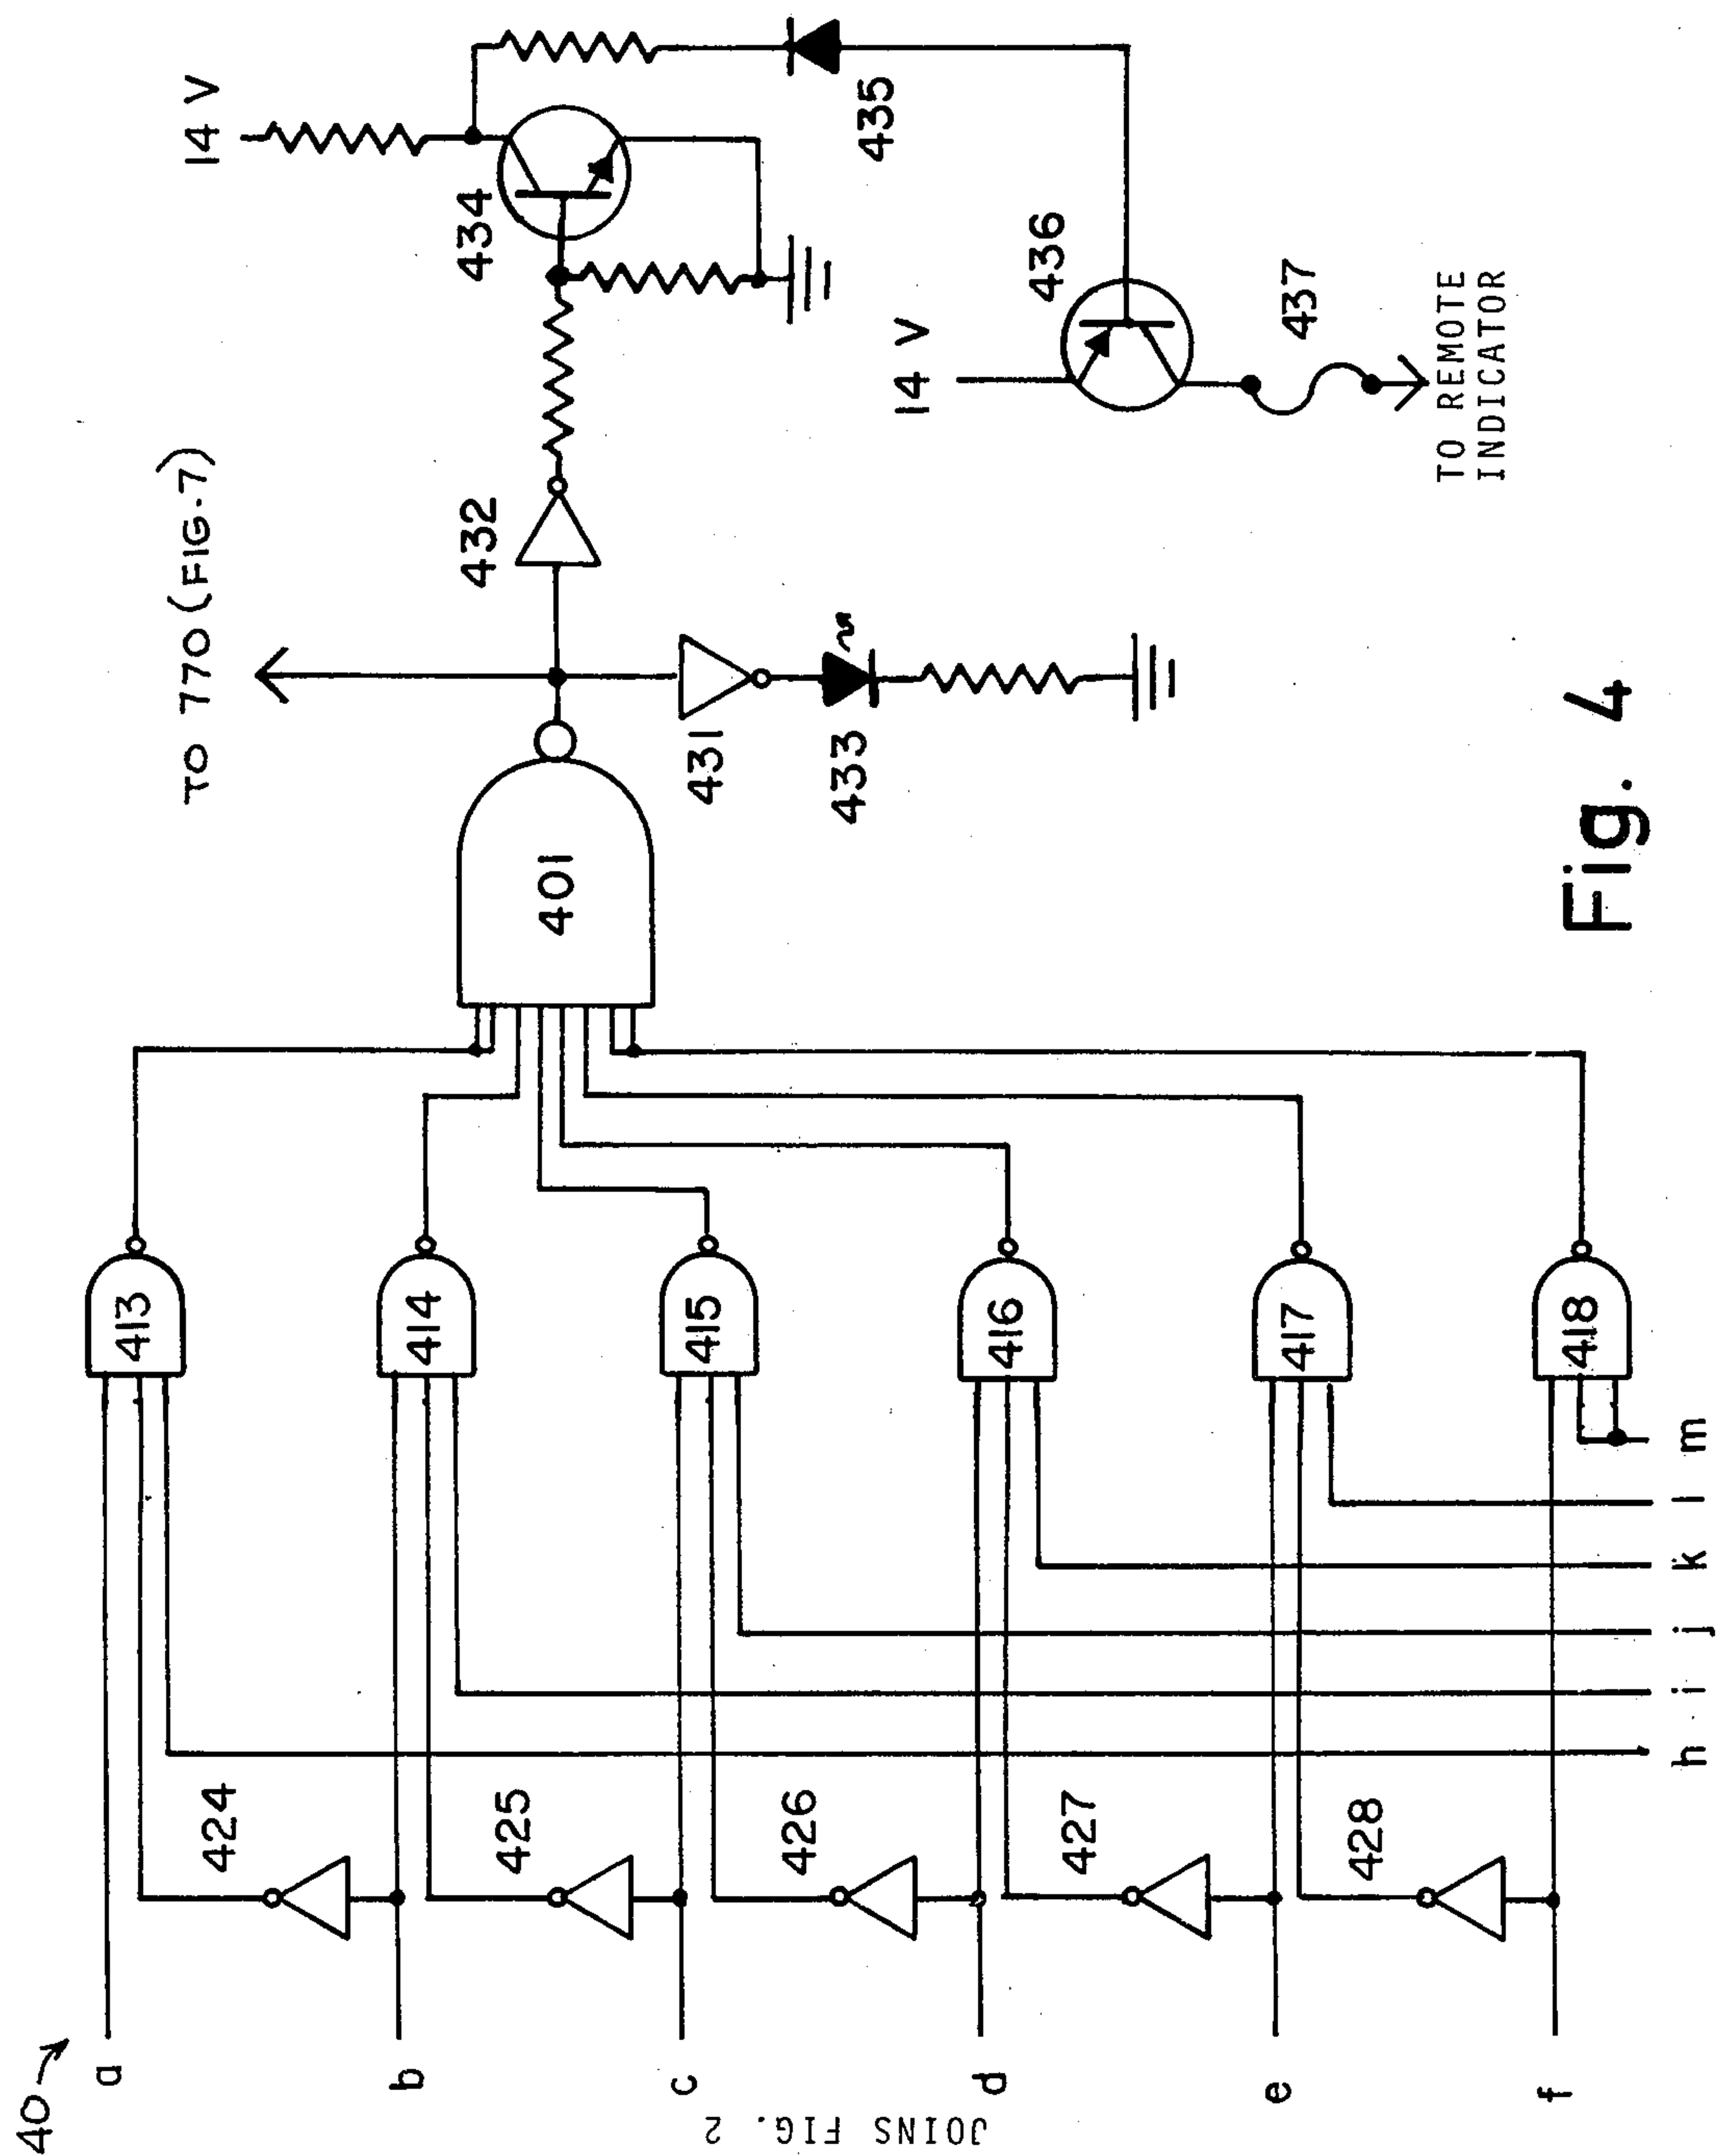 40
a
b
c
d
e
f
JOINS FIG. 2
424
425
426
427
428
h
i
j
k
l
m
413
414
415
416
417
418
401
TO 770 (FIG. 7)
431
432
433
434
14 V
435
14 V
436
437
TO REMOTE
INDICATOR
Fig. 4